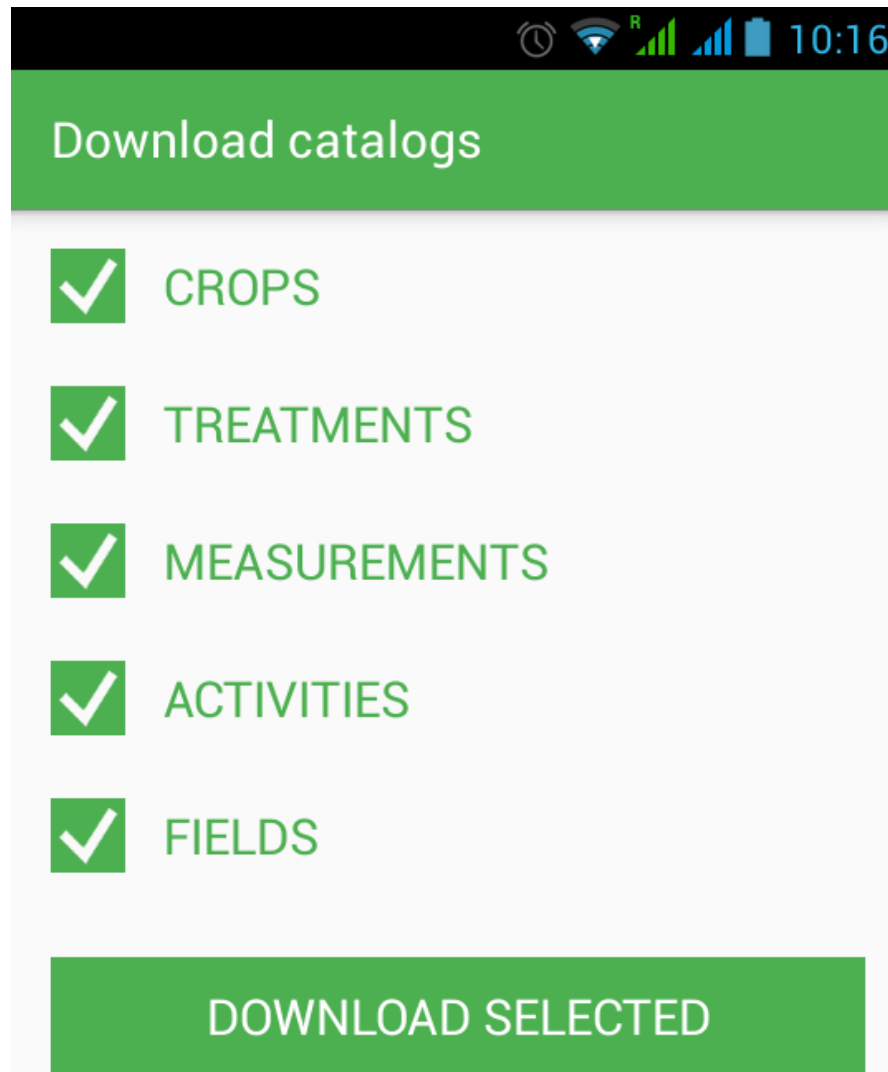 R 10:16
Download catalogs
CROPS
TREATMENTS
MEASUREMENTS
ACTIVITIES
FIELDS
DOWNLOAD SELECTED